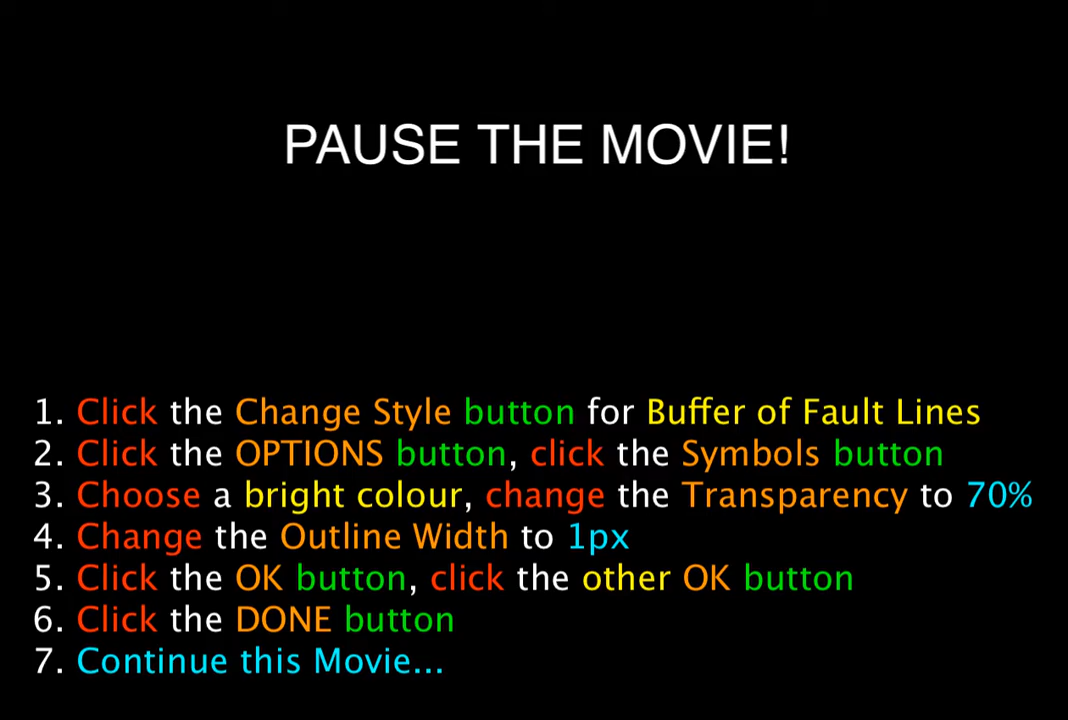 PAUSE THE MOVIE!
1. Click the Change Style button for Buffer of Fault Lines
2. Click the OPTIONS button, click the Symbols button
3. Choose a bright colour, change the Transparency to 70%
4. Change the Outline Width to 1px
5. Click the OK button, click the other OK button
6. Click the DONE button
7. Continue this Movie...